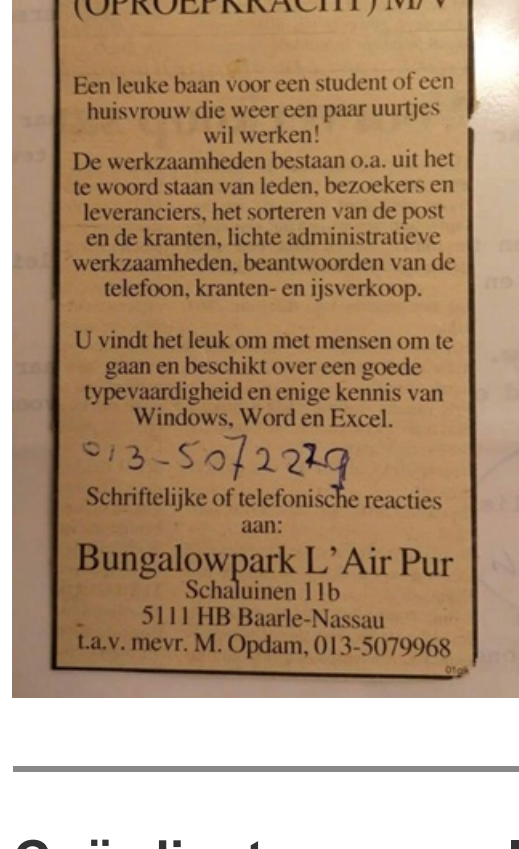 (OPROEPKRACHT) M/V
Een leuke baan voor een student of een
huisvrouw die weer een paar uurtjes
wil werken!
De werkzaamheden bestaan o.a. uit het
te woord staan van leden, bezoekers en
leveranciers, het sorteren van de post
en de kranten, lichte administratieve
werkzaamheden, beantwoorden van de
telefoon, kranten- en ijsverkoop.
U vindt het leuk om met mensen om te
gaan en beschikt over een goede
typevaardigheid en enige kennis van
Windows, Word en Excel.
013-5072229
Schriftelijke of telefonische reacties
aan:
Bungalowpark L'Air Pur
Schaluinen 11b
5111 HB Baarle-Nassau
t.a.v. mevr. M. Opdam, 013-5079968